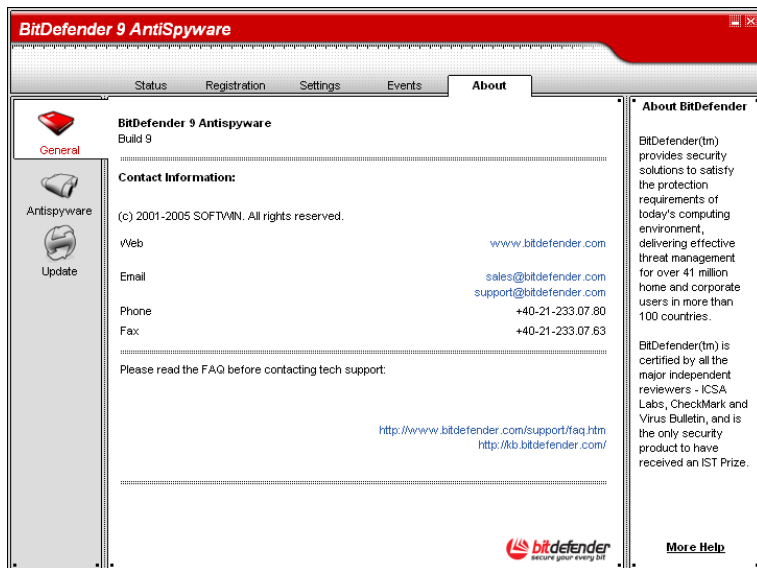 BitDefender 9 AntiSpyware
Status Registration Settings Events About
General
Antispyware
Update
BitDefender 9 Antispyware
Build 9
Contact Information:
(c) 2001-2005 SOFTWIN. All rights reserved.
Web www.bitdefender.com
Email sales@bitdefender.com
support@bitdefender.com
Phone +40-21-233.07.80
Fax +40-21-233.07.63
Please read the FAQ before contacting tech support:
http://www.bitdefender.com/support/faq.htm
http://kb.bitdefender.com/
bitdefender
secure your every bit
About BitDefender
BitDefender(tm)
provides security
solutions to satisfy
the protection
requirements of
today's computing
environment,
delivering effective
threat management
for over 41 million
home and corporate
users in more than
100 countries.
BitDefender(tm) is
certified by all the
major independent
reviewers - ICSA
Labs, CheckMark and
Virus Bulletin, and is
the only security
product to have
received an IST Prize.
More Help